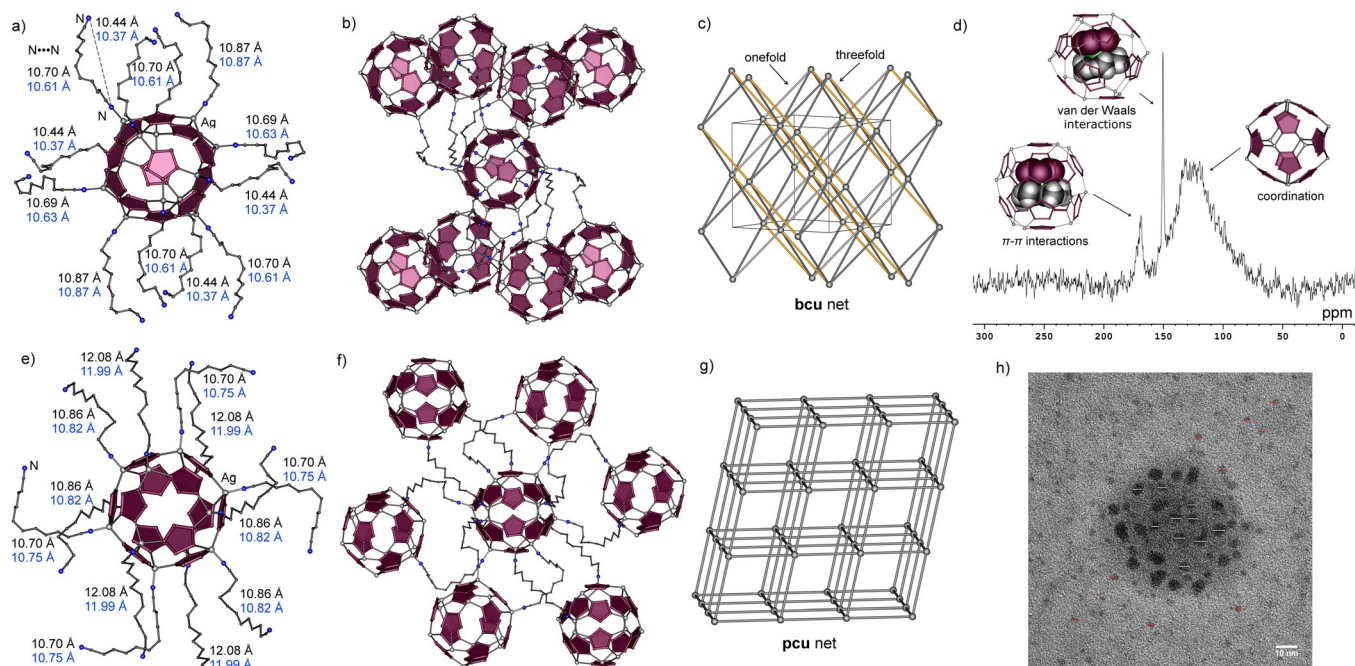 a)
N
10.44 Å
10.37 Å
10.87 Å
10.87 Å
N•••N
10.70 Å
10.61 Å
10.70 Å
10.61 Å
N
Ag
10.44 Å
10.37 Å
10.69 Å
10.63 Å
10.69 Å
10.63 Å
10.44 Å
10.37 Å
10.87 Å
10.87 Å
10.70 Å
10.61 Å
10.44 Å
10.37 Å
10.70 Å
10.61 Å
b)
c)
onefold
threefold
bcu net
d)
van der Waals
interactions
π-π interactions
coordination
300
250
200
150
100
50
0
ppm
e)
12.08 Å
11.99 Å
10.70 Å
10.75 Å
10.86 Å
10.82 Å
12.08 Å
11.99 Å
N
Ag
10.86 Å
10.82 Å
10.70 Å
10.75 Å
10.70 Å
10.75 Å
10.86 Å
10.82 Å
12.08 Å
11.99 Å
10.86 Å
10.82 Å
10.70 Å
10.75 Å
12.08 Å
11.99 Å
f)
g)
pcu net
h)
10 nm